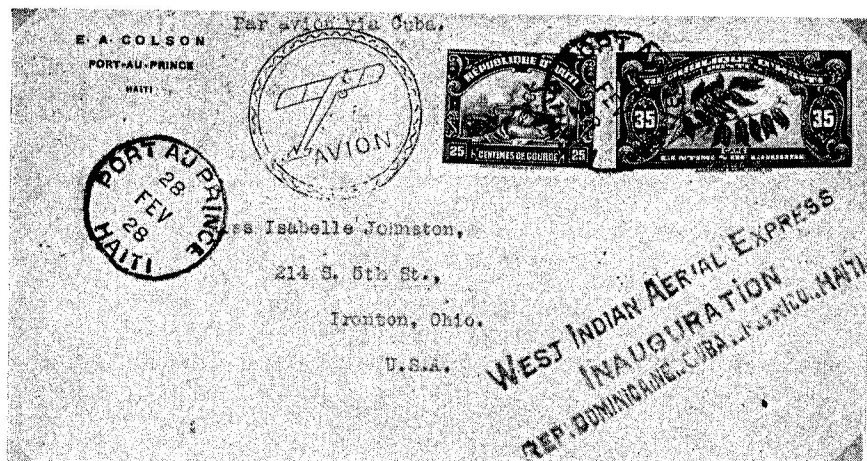 Par avion via Cuba.
E. A. COLSON
PORT-AU-PRINCE
HAITI
AVION
REPUBLIQUE
25 CENTIMES DE GOURDE 25
35 35
PORT AU PRINCE
28
FEV
28
HAITI
Isabelle Johnston,
214 S. 5th St.,
Ironton, Ohio.
U.S.A.
WEST INDIAN AERIAL EXPRESS
INAUGURATION
REP. DOMINICAINE CUBA HAITI